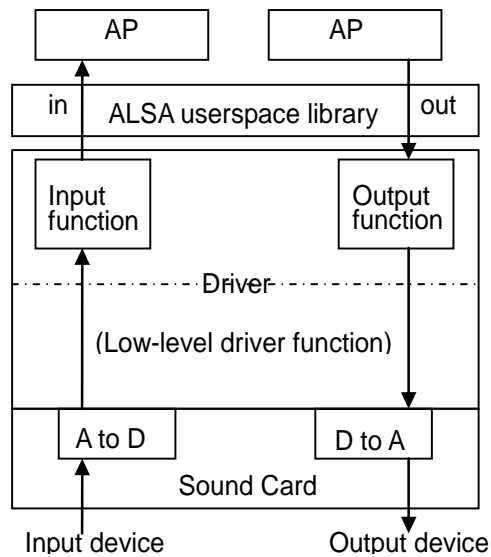 AP
AP
in
ALSA userspace library
out
Input
function
Output
function
Driver
(Low-level driver function)
A to D
D to A
Sound Card
Input device
Output device